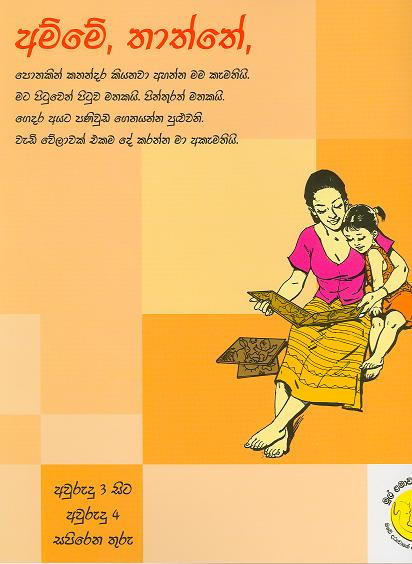 අම්මේ, තාත්තේ,
පොතකින් කතන්දර කියනවා අහන්න මම කැමතියි.
මට පිටුවෙන් පිටුව මතකයි. පින්තූරත් මතකයි.
ගෙදර අයට පණිවුඩ ගෙනයන්න පුළුවනි.
වැඩි වේලාවක් එකම දේ කරන්න මා අකැමතියි.
අවුරුදු 3 සිට
අවුරුදු 4
සපිරෙන තුරු